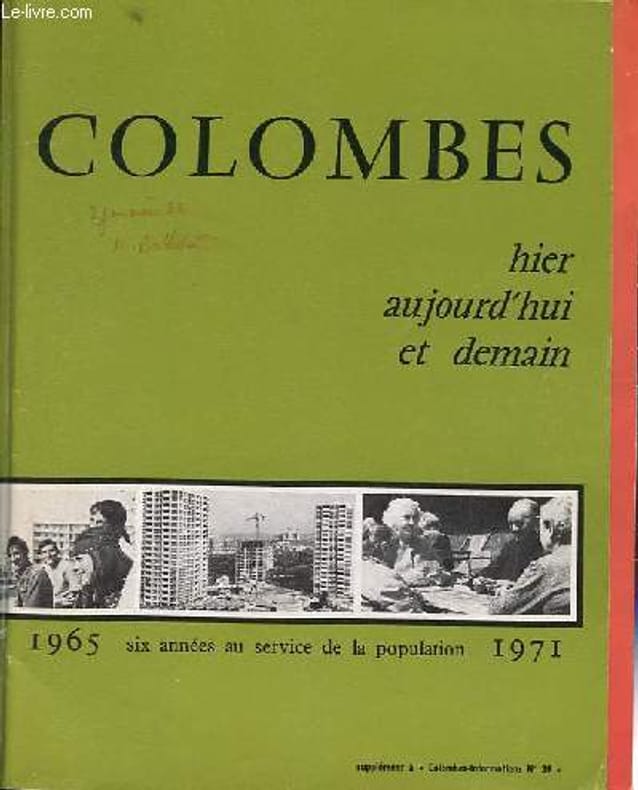 Le-livre.com
COLOMBES
hier
aujourd'hui
et demain
1965 six années au service de la population 1971
supplément à « Colombes-Informations N°